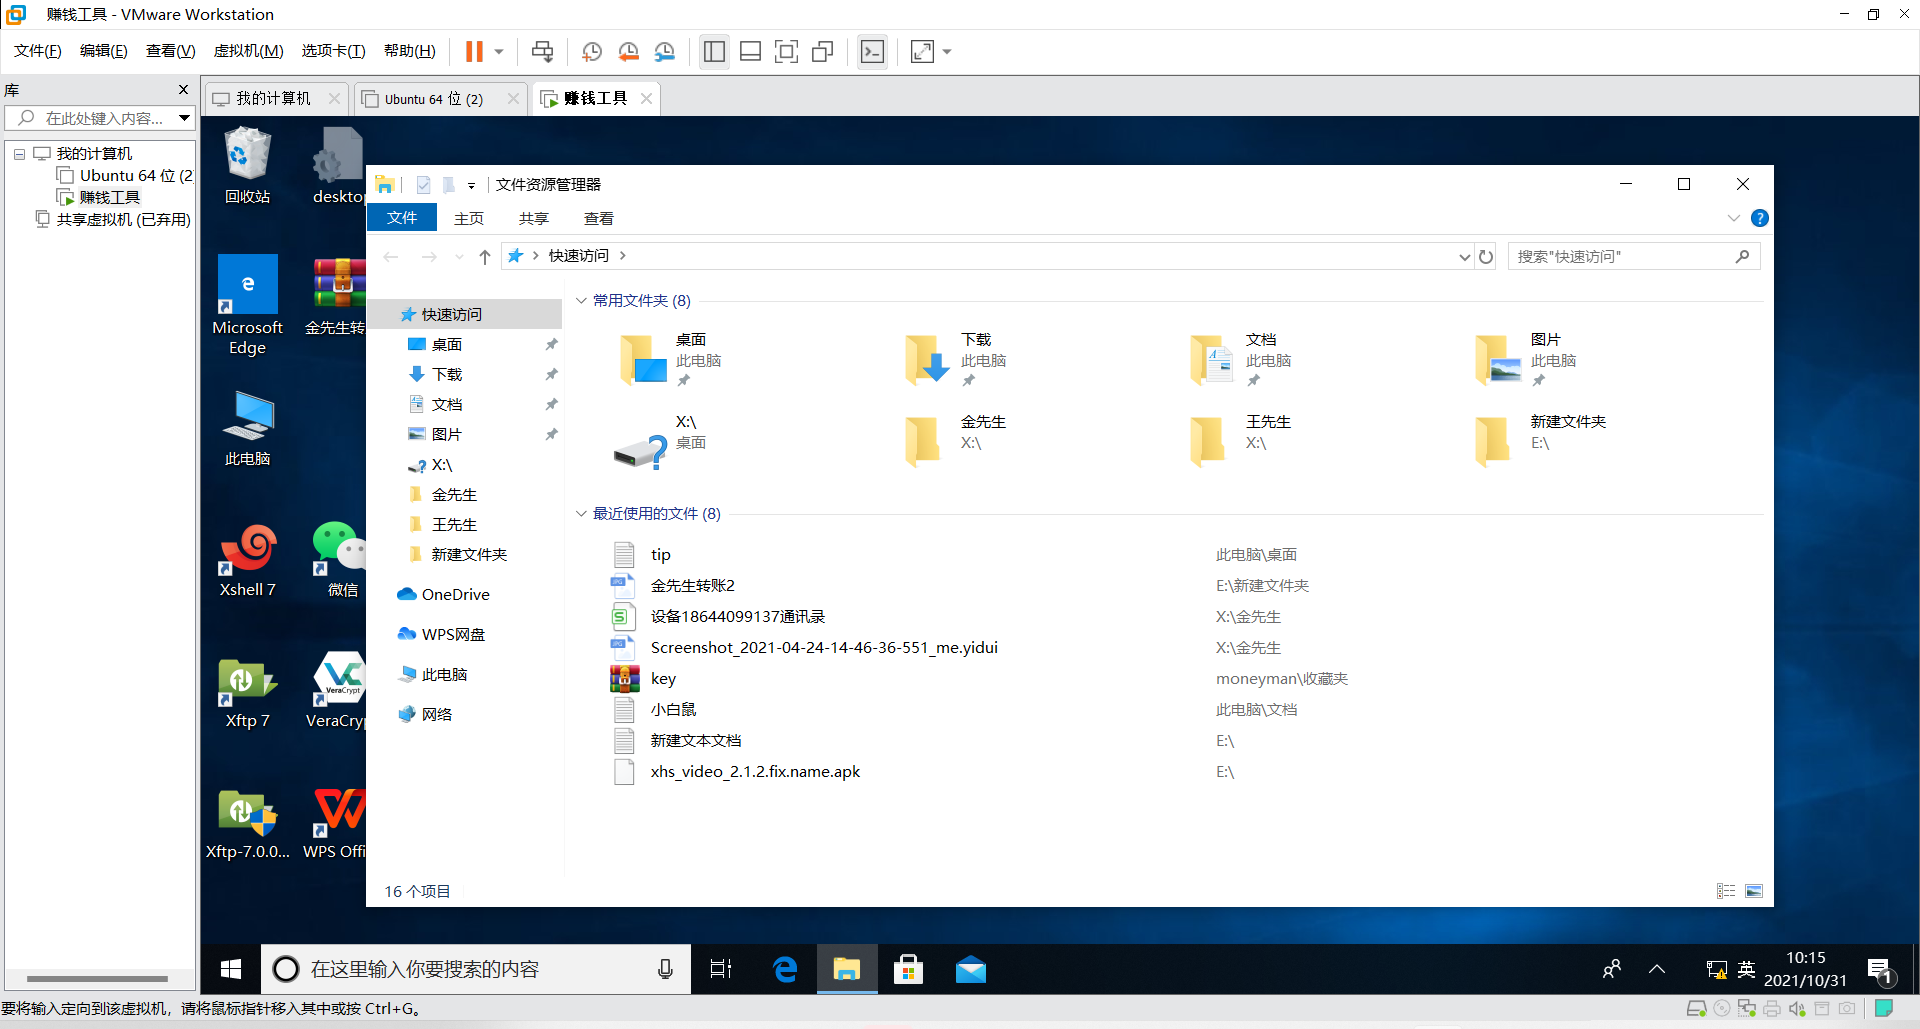 赚钱工具 - VMware Workstation
文件(F) 编辑(E) 查看(V) 虚拟机(M) 选项卡(T) 帮助(H)
库
在此处键入内容...
我的计算机
Ubuntu 64 位 (2
赚钱工具
共享虚拟机 (已弃用)
我的计算机
Ubuntu 64 位 (2)
赚钱工具
回收站
deskto
Microsoft
Edge
金先生转
此电脑
Xshell 7
微信
Xftp 7
VeraCry
VC
VeraCrypt
Xftp-7.0.0...
WPS Offi
文件资源管理器
文件 主页 共享 查看
快速访问
搜索"快速访问"
快速访问
桌面
下载
文档
图片
X:\
金先生
王先生
新建文件夹
OneDrive
WPS网盘
此电脑
网络
常用文件夹 (8)
桌面
此电脑
下载
此电脑
文档
此电脑
图片
此电脑
X:\
桌面
金先生
X:\
王先生
X:\
新建文件夹
E:\
最近使用的文件 (8)
tip 此电脑\桌面
金先生转账2 E:\新建文件夹
设备18644099137通讯录 X:\金先生
Screenshot_2021-04-24-14-46-36-551_me.yidui X:\金先生
key moneyman\收藏夹
小白鼠 此电脑\文档
新建文本文档 E:\
xhs_video_2.1.2.fix.name.apk E:\
16 个项目
在这里输入你要搜索的内容
英
10:15
2021/10/31
1
要将输入定向到该虚拟机，请将鼠标指针移入其中或按 Ctrl+G。